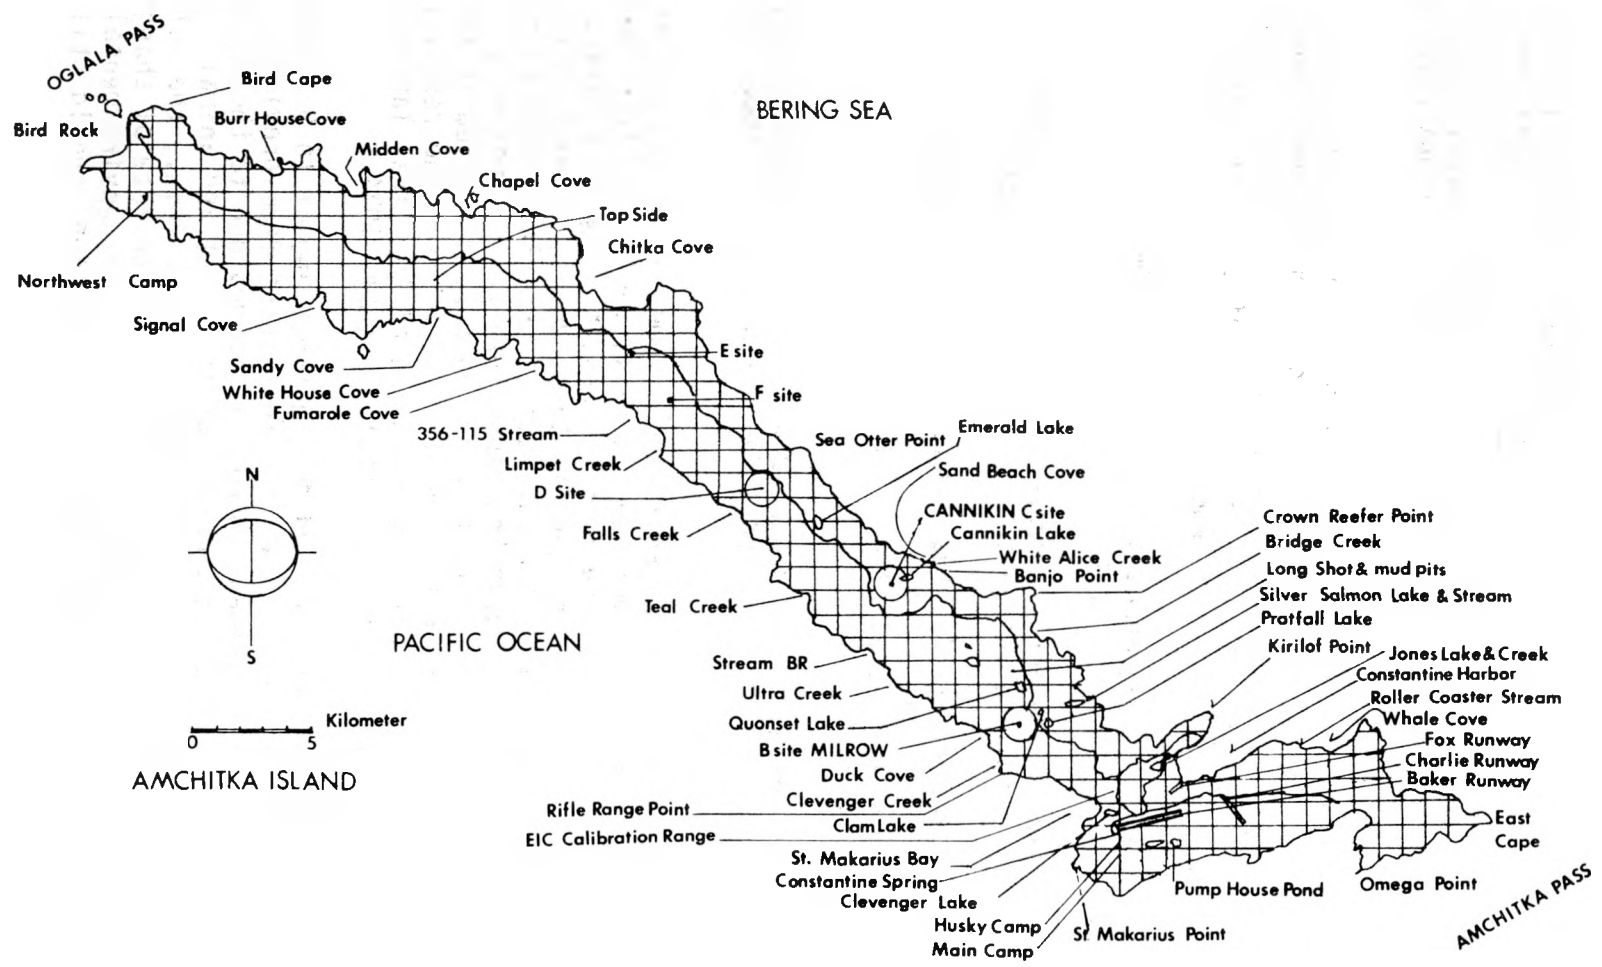 OGLALA PASS
Bird Cape
BERING SEA
Burr House Cove
Bird Rock
Midden Cove
Chapel Cove
Top Side
Chitka Cove
Northwest Camp
Signal Cove
E site
Sandy Cove
White House Cove
F site
Fumarole Cove
356-115 Stream
Emerald Lake
Sea Otter Point
Limpet Creek
Sand Beach Cove
N
D Site
CANNIKIN C site
Crown Reefer Point
Falls Creek
Cannikin Lake
Bridge Creek
White Alice Creek
Long Shot & mud pits
Banjo Point
Silver Salmon Lake & Stream
Teal Creek
Pratfall Lake
PACIFIC OCEAN
Kirilof Point
S
Jones Lake & Creek
Stream BR
Constantine Harbor
Ultra Creek
Roller Coaster Stream
Kilometer
Quonset Lake
Whale Cove
0 5
B site MILROW
Fox Runway
AMCHITKA ISLAND
Duck Cove
Charlie Runway
Baker Runway
Clevenger Creek
Rifle Range Point
Clam Lake
East
Cape
EIC Calibration Range
St. Makarius Bay
Constantine Spring
Pump House Pond
Omega Point
Clevenger Lake
AMCHITKA PASS
Husky Camp
St. Makarius Point
Main Camp